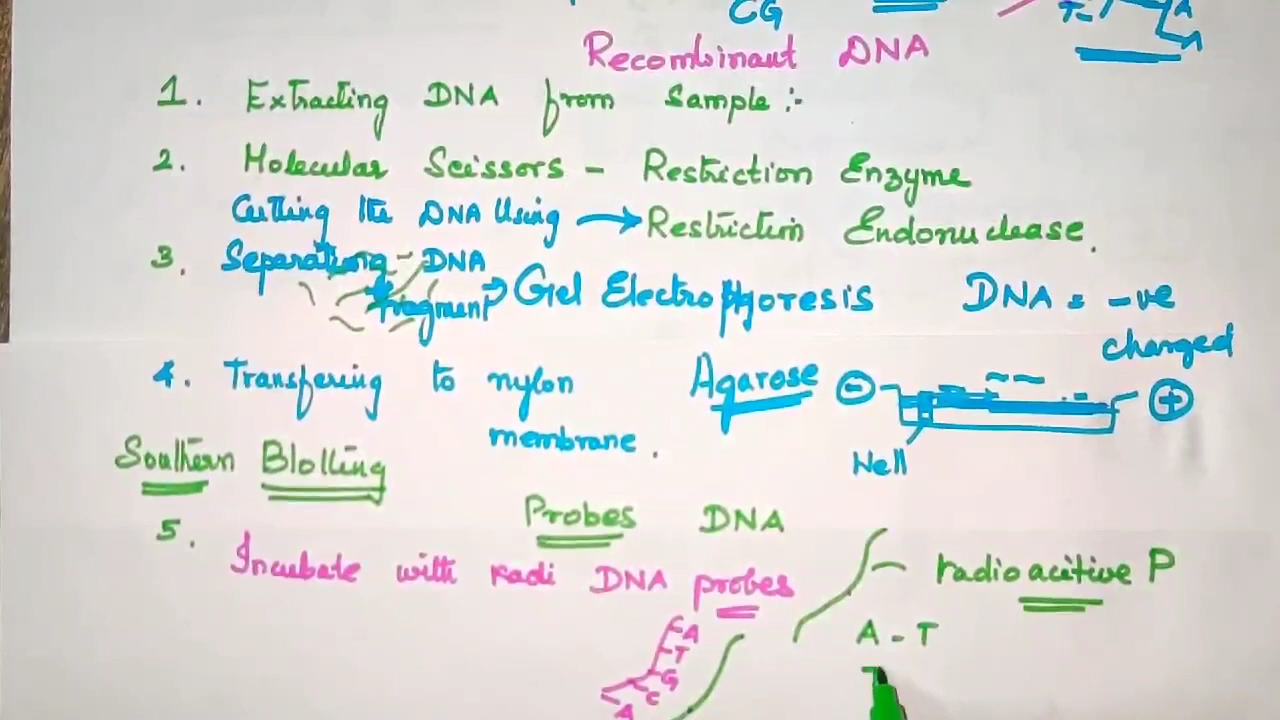 CG
T A
Recombinant DNA
1. Extracting DNA from Sample :-
2. Molecular Scissors - Restriction Enzyme
Cutting the DNA Using → Restriction Endonuclease.
3. Separating - DNA
fragment → Gel Electrophoresis DNA = -ve
charged
4. Transfering to nylon Agarose - +
membrane. Well
Southern Blotting
Probes DNA
5. Incubate with radi DNA probes radioacitive P
A - T
A
T
G
C
A